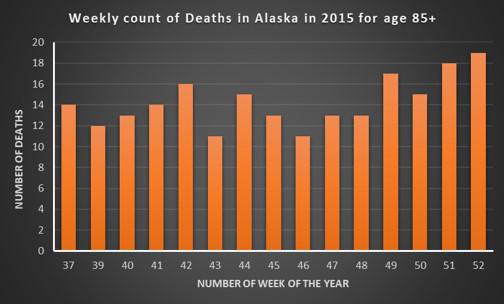 Weekly count of Deaths in Alaska in 2015 for age 85+
20
18
16
14
12
10
8
6
4
2
0
NUMBER OF DEATHS
37 39 40 41 42 43 44 45 46 47 48 49 50 51 52
NUMBER OF WEEK OF THE YEAR